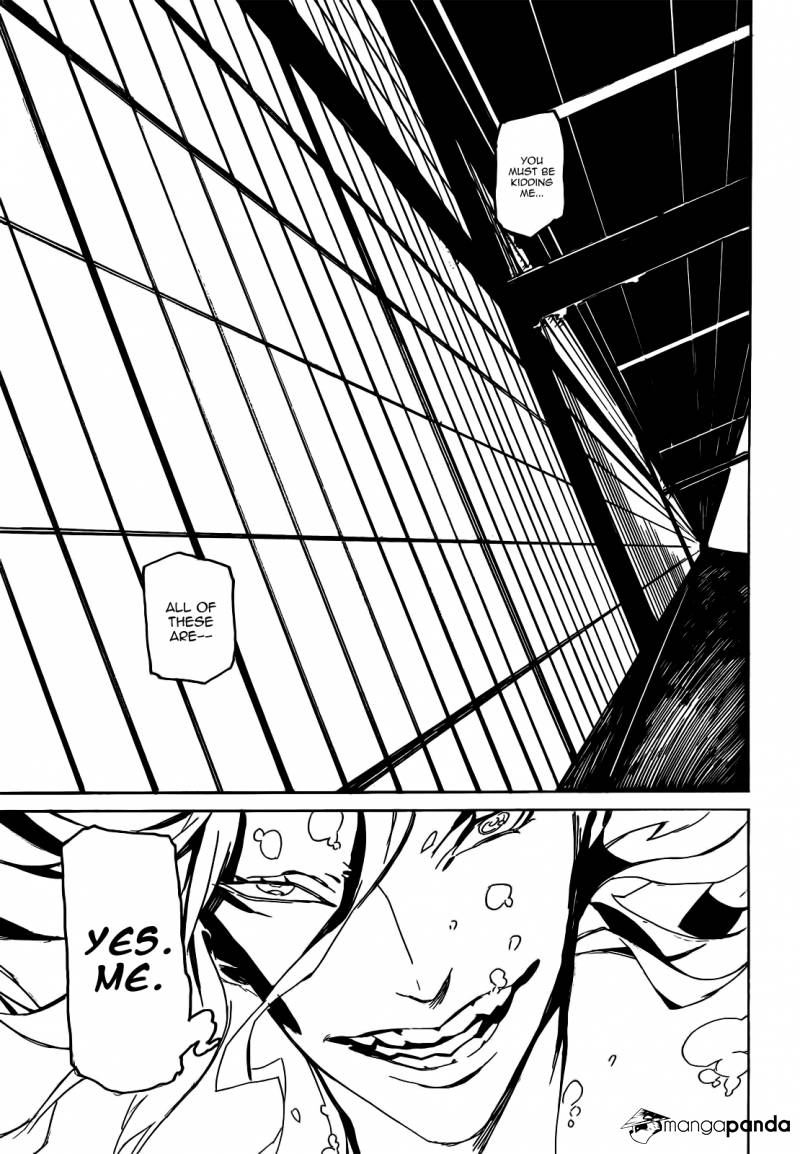 YOU
MUST BE
KIDDING
ME...
ALL OF
THESE
ARE--
YES.
ME.
mangapanda